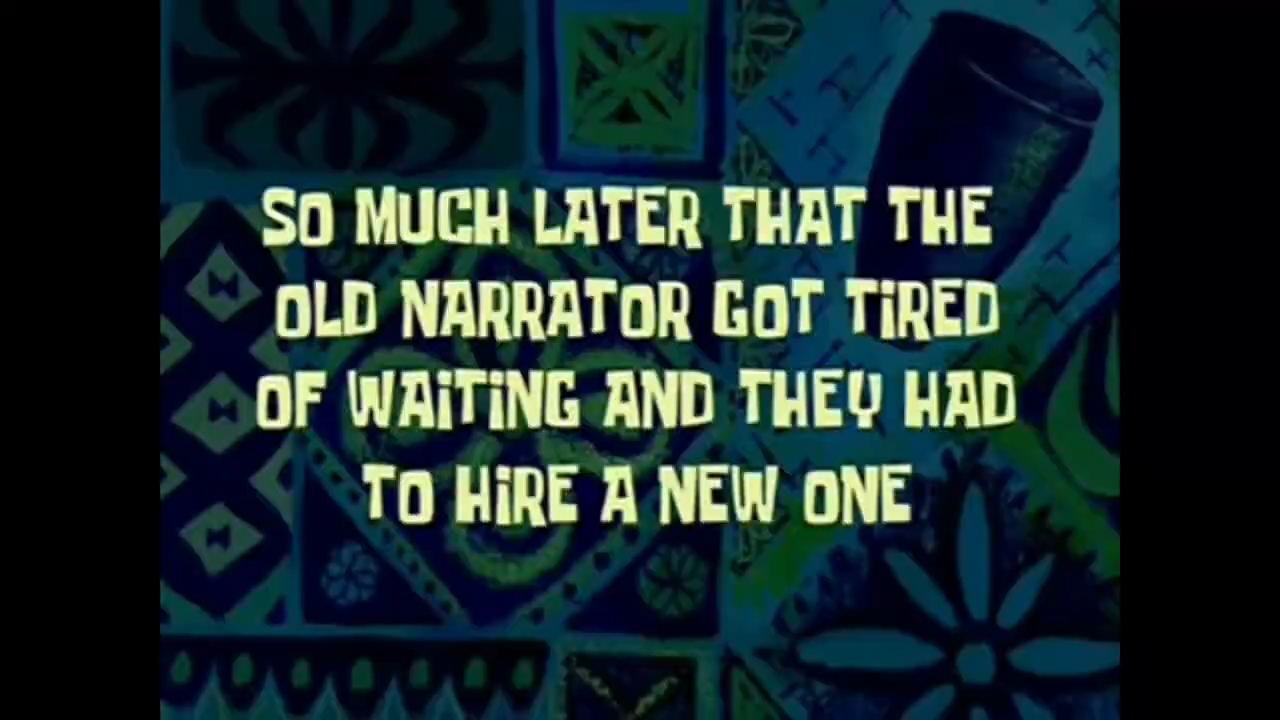 SO MUCH LATER THAT THE
OLD NARRATOR GOT TiRED
OF WAiTiNG AND THEY HAD
TO HiRE A NEW ONE